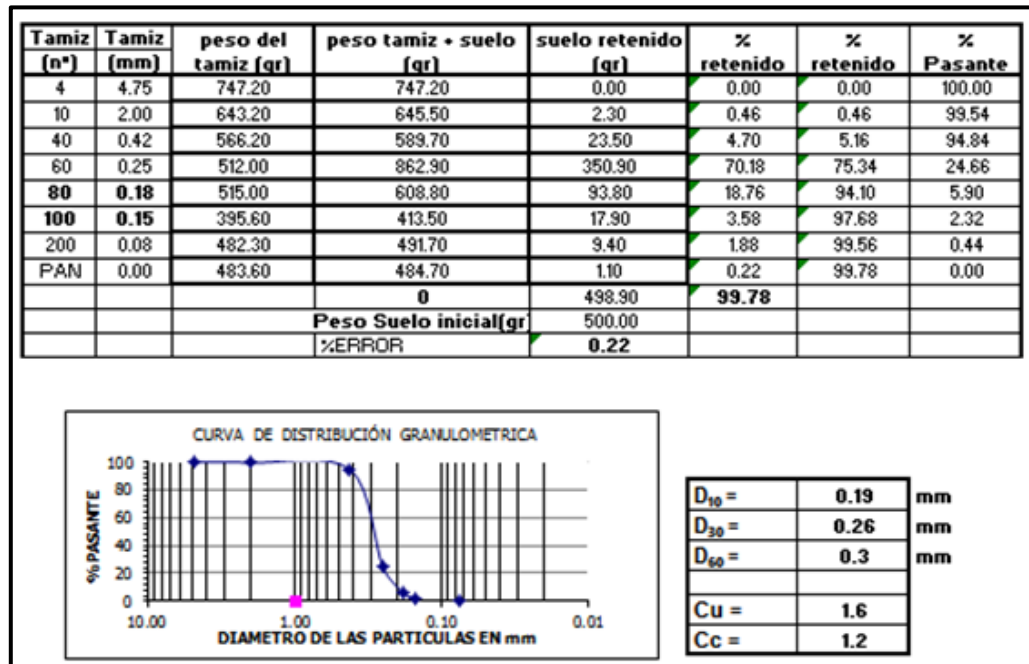 Tamiz (nº) Tamiz (mm) peso del tamiz (gr) peso tamiz + suelo (gr) suelo retenido (gr) % retenido % retenido % Pasante
4 4.75 747.20 747.20 0.00 0.00 0.00 100.00
10 2.00 643.20 645.50 2.30 0.46 0.46 99.54
40 0.42 566.20 589.70 23.50 4.70 5.16 94.84
60 0.25 512.00 862.90 350.90 70.18 75.34 24.66
80 0.18 515.00 608.80 93.80 18.76 94.10 5.90
100 0.15 395.60 413.50 17.90 3.58 97.68 2.32
200 0.08 482.30 491.70 9.40 1.88 99.56 0.44
PAN 0.00 483.60 484.70 1.10 0.22 99.78 0.00
0 498.90 99.78
Peso Suelo inicial(gr 500.00
%ERROR 0.22
CURVA DE DISTRIBUCIÓN GRANULOMETRICA
% PASANTE
100
80
60
40
20
0
10.00 1.00 0.10 0.01
DIAMETRO DE LAS PARTICULAS EN mm
D10 = 0.19 mm
D30 = 0.26 mm
D60 = 0.3 mm
Cu = 1.6
Cc = 1.2